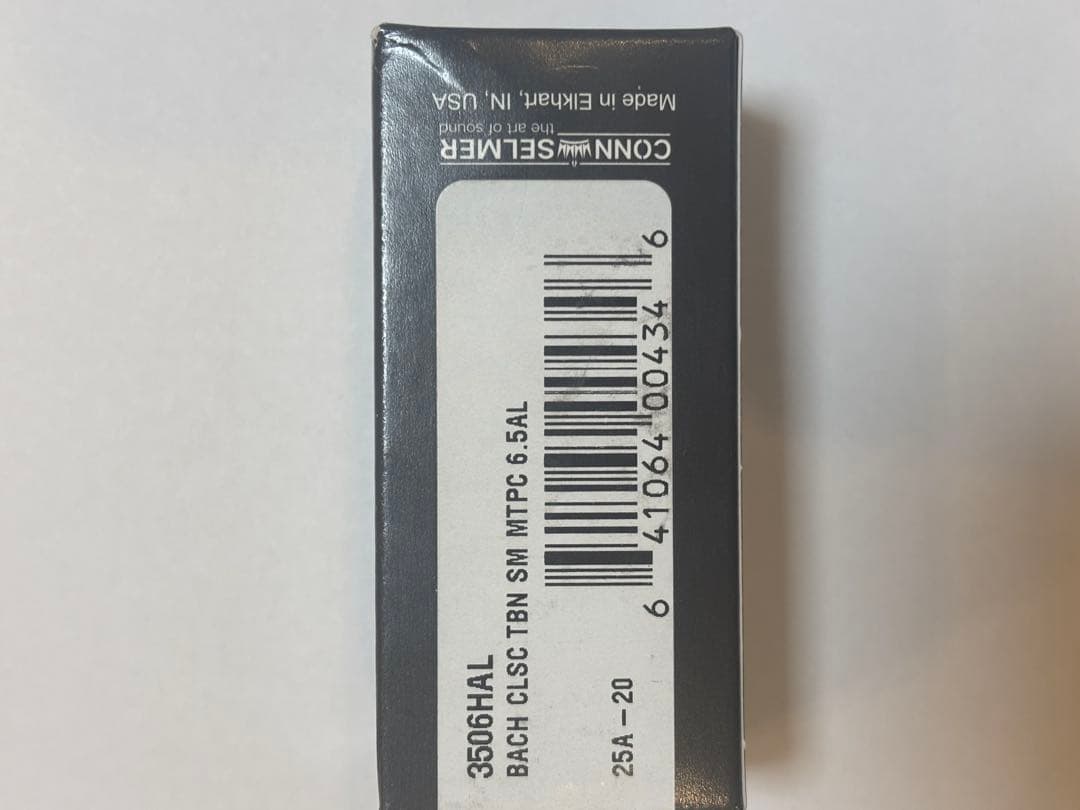 Made in Elkhart, IN, USA
CONN SELMER
the art of sound
3506HAL
BACH CLSC TBN SM MTPC 6.5AL
6 41064 00434 6
25A-20